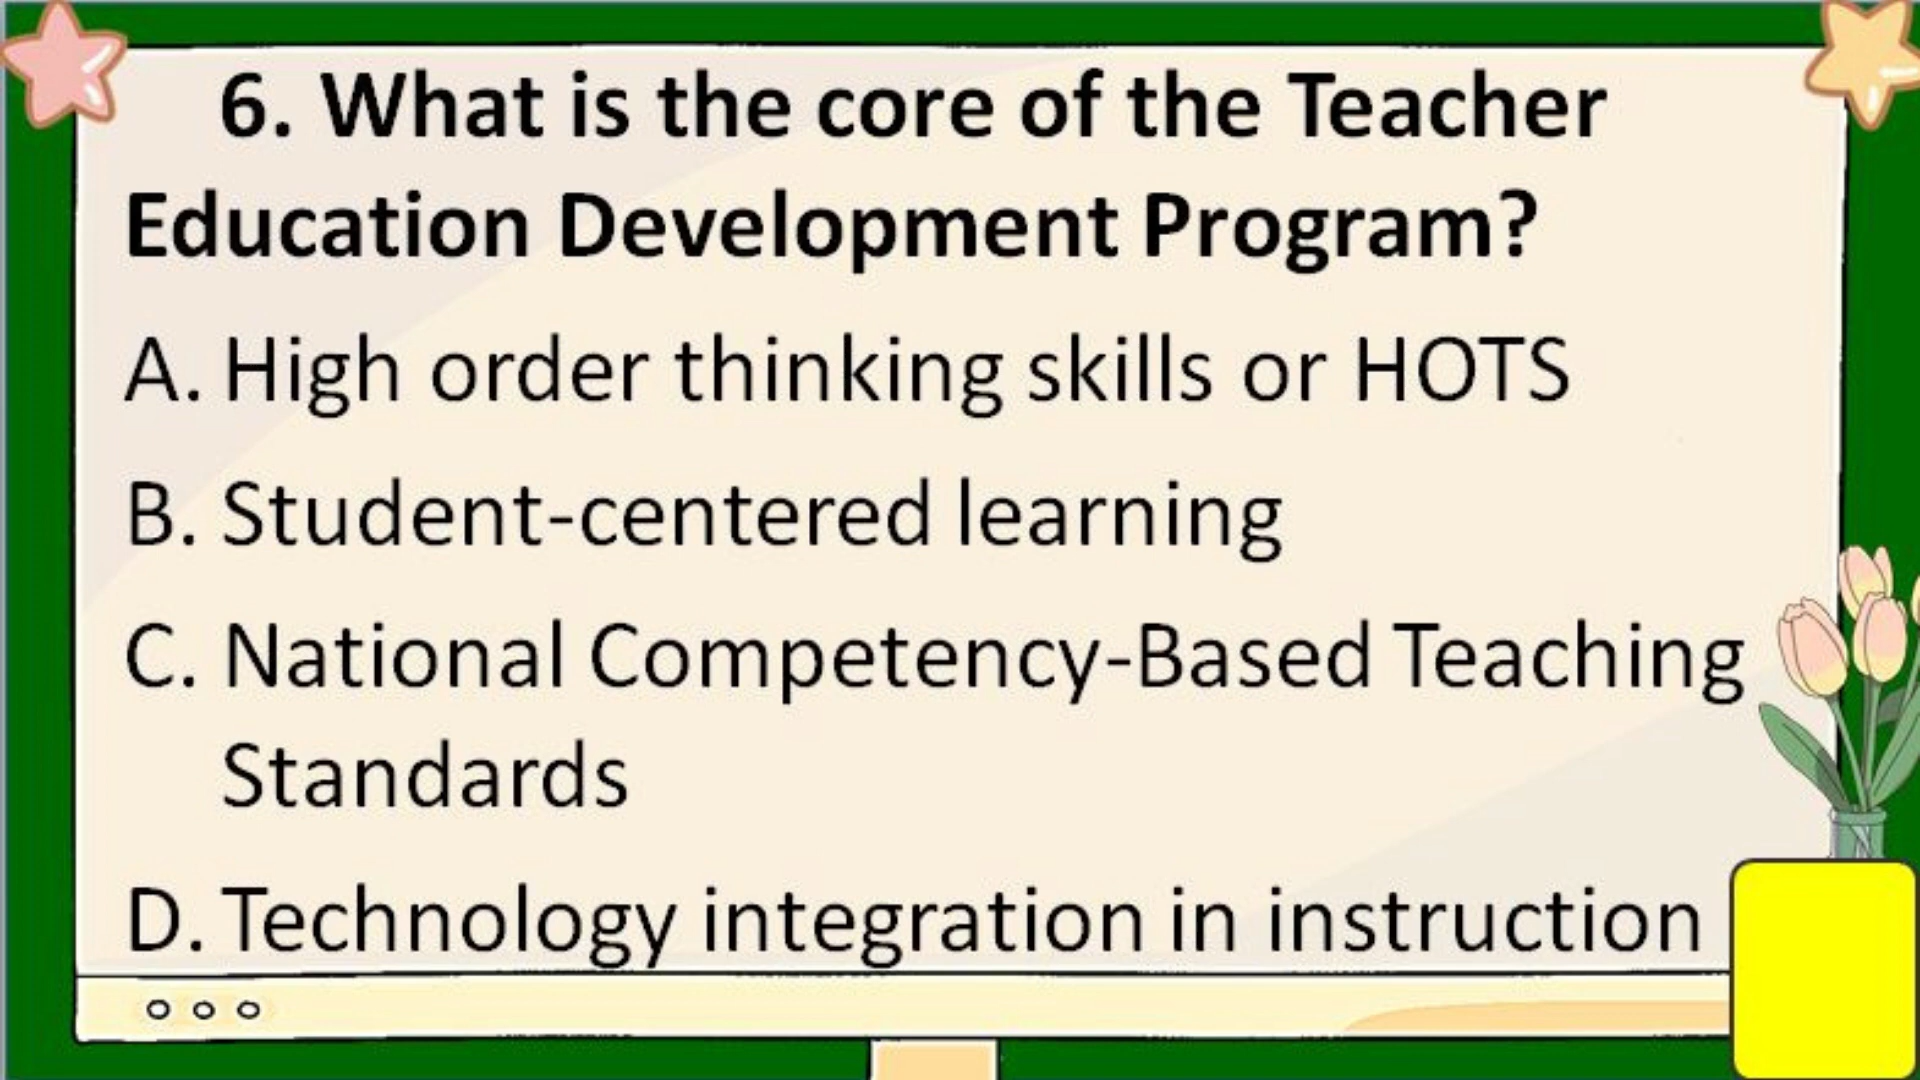 6. What is the core of the Teacher
Education Development Program?
A. High order thinking skills or HOTS
B. Student-centered learning
C. National Competency-Based Teaching
Standards
D. Technology integration in instruction